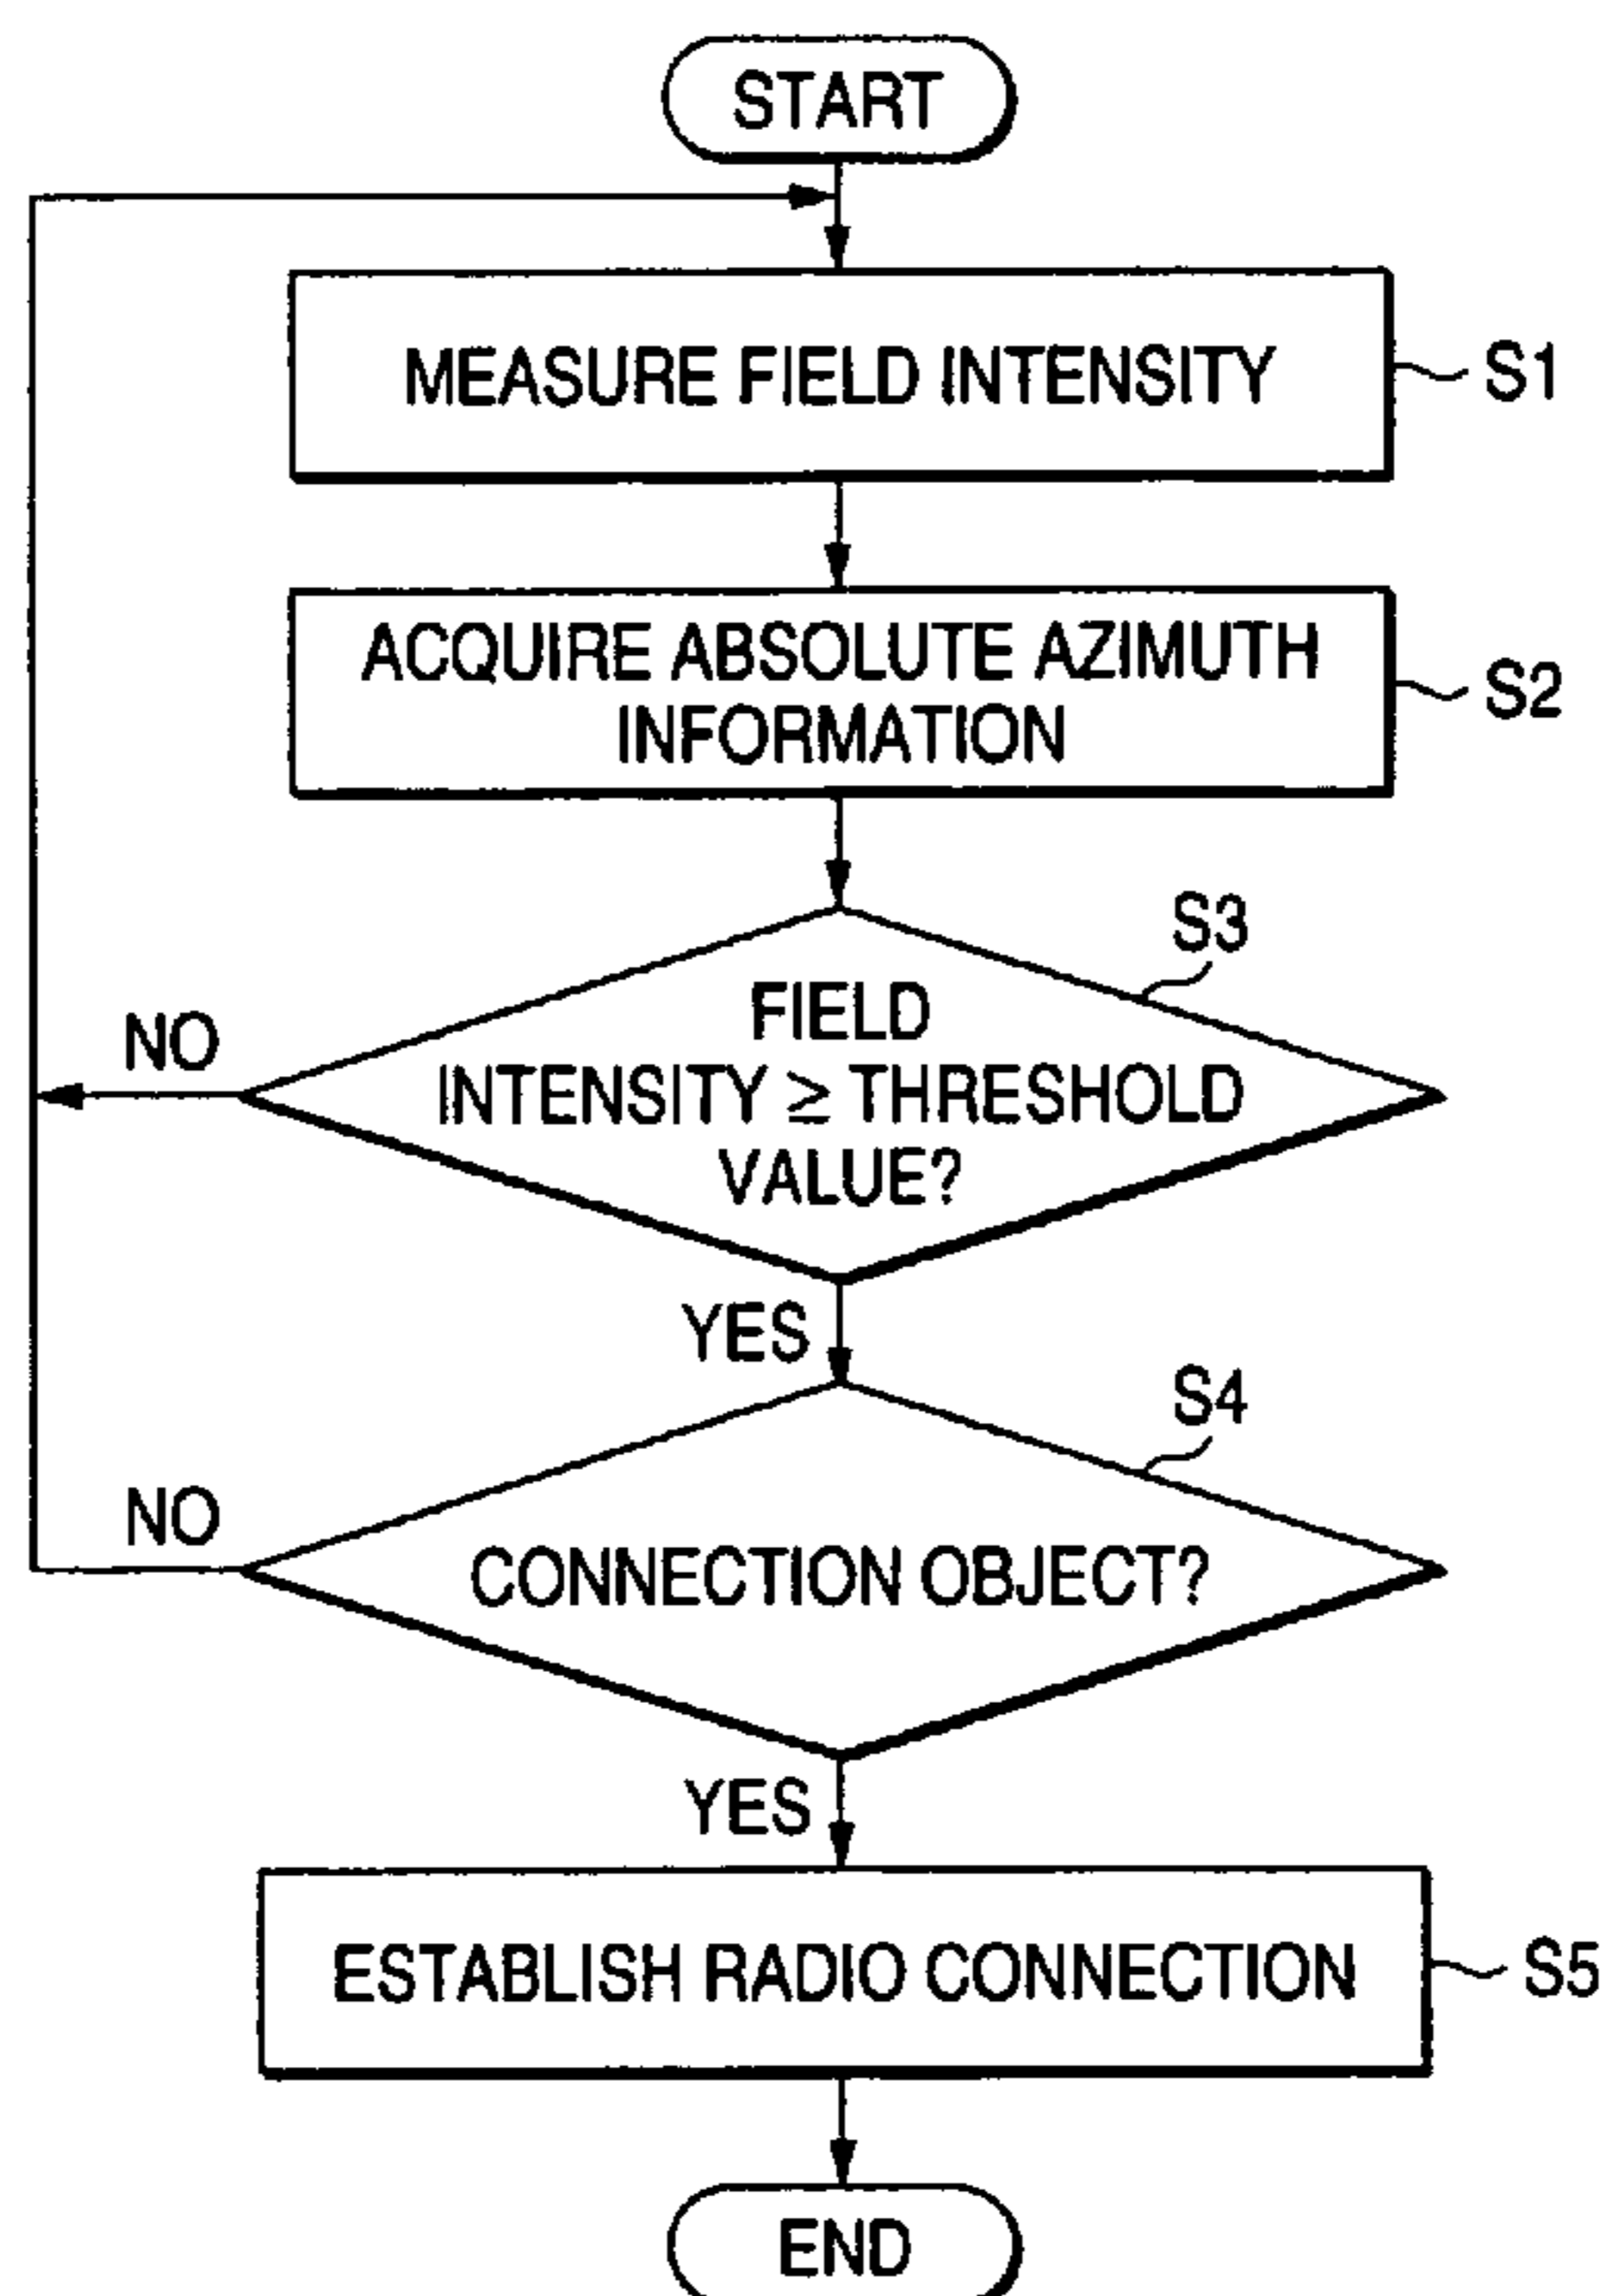 START
MEASURE FIELD INTENSITY
S1
ACQUIRE ABSOLUTE AZIMUTH
INFORMATION
S2
S3
FIELD
INTENSITY ≥ THRESHOLD
VALUE?
NO
YES
S4
CONNECTION OBJECT?
NO
YES
ESTABLISH RADIO CONNECTION
S5
END